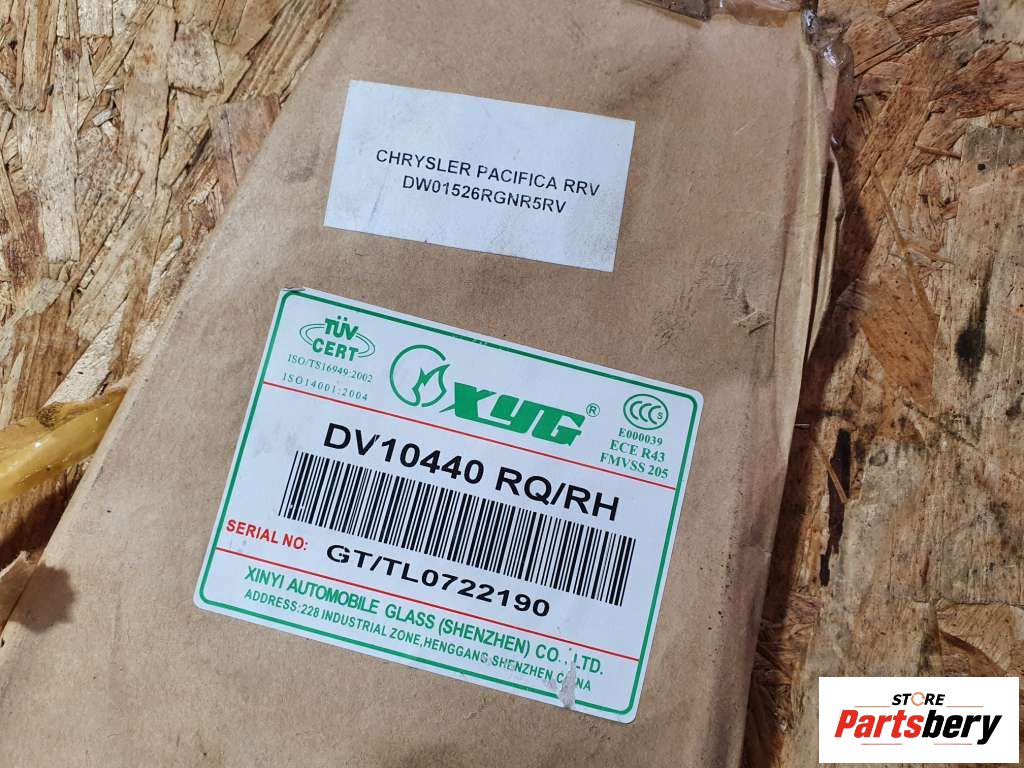 CHRYSLER PACIFICA RRV
DW01526RGNR5RV
TÜV
CERT
ISO/TS16949:2002
ISO14001:2004
XYG®
CCC S
E000039
ECE R43
FMVSS 205
DV10440 RQ/RH
SERIAL NO:
GT/TL0722190
XINYI AUTOMOBILE GLASS (SHENZHEN) CO., LTD.
ADDRESS:228 INDUSTRIAL ZONE,HENGGANG,SHENZHEN
STORE
Partsbery